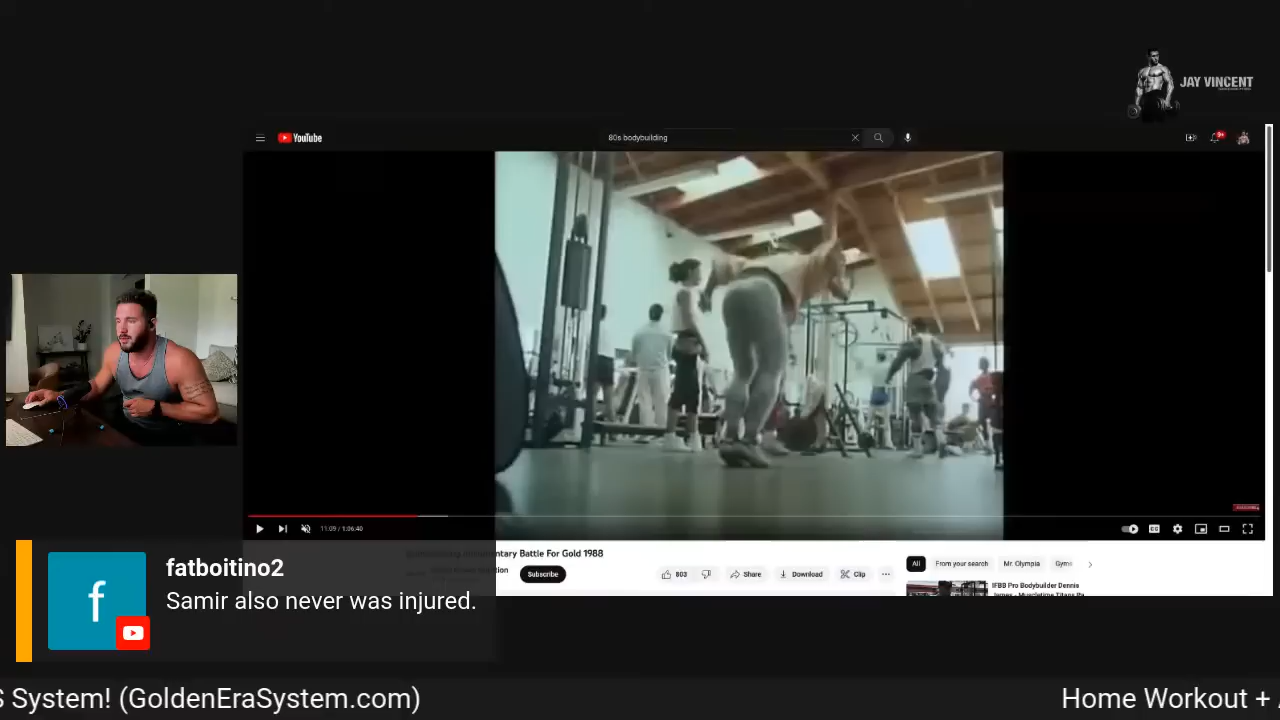 JAY VINCENT
YouTube
80s bodybuilding
9+
11:09 / 1:06:40
Battle For Gold 1988
Subscribe
803
Share
Download
Clip
All
From your search
Mr. Olympia
Gyms
IFBB Pro Bodybuilder Dennis
fatboitino2
f
Samir also never was injured.
System! (GoldenEraSystem.com)
Home Workout +